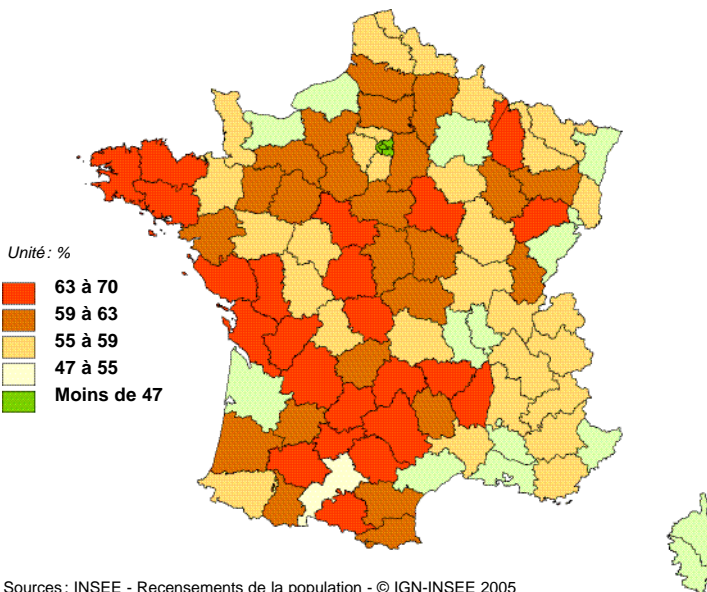 Unité : %
63 à 70
59 à 63
55 à 59
47 à 55
Moins de 47
Sources : INSEE - Recensements de la population - © IGN-INSEE 2005